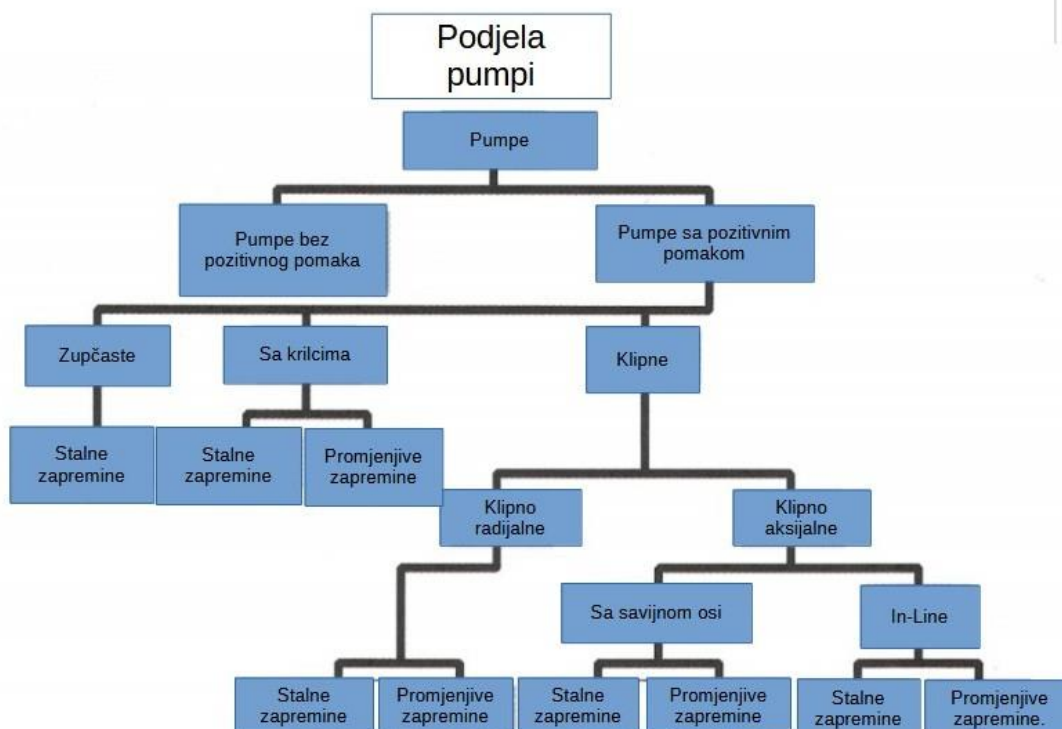 Podjela
pumpi
Pumpe
Pumpe bez
pozitivnog pomaka
Pumpe sa pozitivnim
pomakom
Zupčaste
Sa krilcima
Klipne
Stalne
zapremine
Stalne
zapremine
Promjenjive
zapremine
Klipno
radijalne
Klipno
aksijalne
Sa savijnom osi
In-Line
Stalne
zapremine
Promjenjive
zapremine
Stalne
zapremine
Promjenjive
zapremine
Stalne
zapremine
Promjenjive
zapremine.